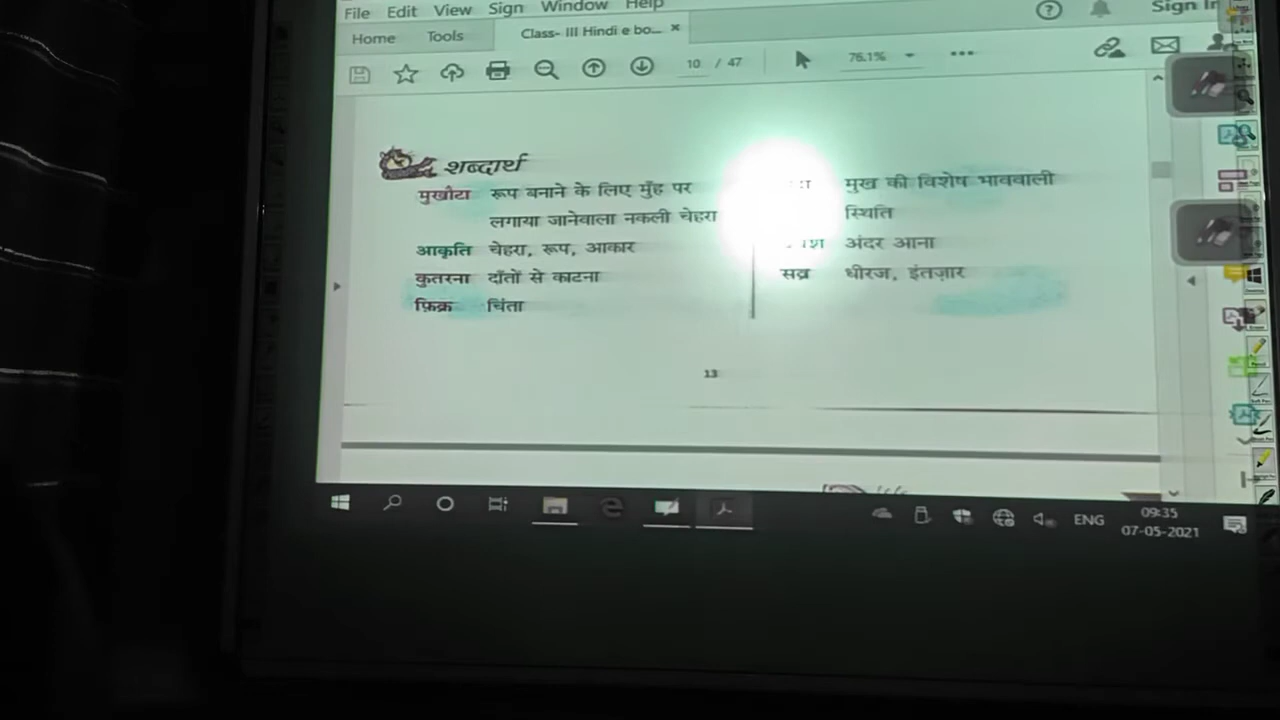 File Edit View Sign Window Help
Sign In
Home Tools Class- III Hindi e bo... ×
10 / 47 76.1%
शब्दार्थ
मुखौटा रूप बनाने के लिए मुँह पर
लगाया जानेवाला नकली चेहरा
आकृति चेहरा, रूप, आकार
कुतरना दाँतों से काटना
फ़िक्र चिंता
मुख की विशेष भाववाली
स्थिति
अंदर आना
सब्र धीरज, इंतज़ार
13
ENG
09:35
07-05-2021